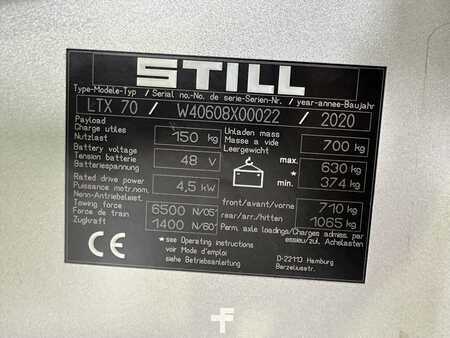 STILL
Type-Modele-Typ / Serial no.-No. de serie-Serien-Nr. / year-annee-Baujahr
LTX 70 / W40608X00022 / 2020
Payload
Charge utiles
Nutzlast
150 kg
Unladen mass
Masse a vide
Leergewicht
700 kg
Battery voltage
Tension batterie
Batteriespannung
48 V
max. 630 kg
*
min. 374 kg
Rated drive power
Puissance motr.nom.
Nenn-Antriebsleist.
4,5 kW
Towing force
Force de train
Zugkraft
6500 N/05'
1400 N/60'
front/avant/vorne 710 kg
rear/arr./hitten 1065 kg
Perm. axle loadings/Charges admiss. par
essieu/zul. Achslasten
CE
* see Operating instructions
voir Mode d'emploi
siehe Betriebsanleitung
D-22113 Hamburg
Berzeliusstr.